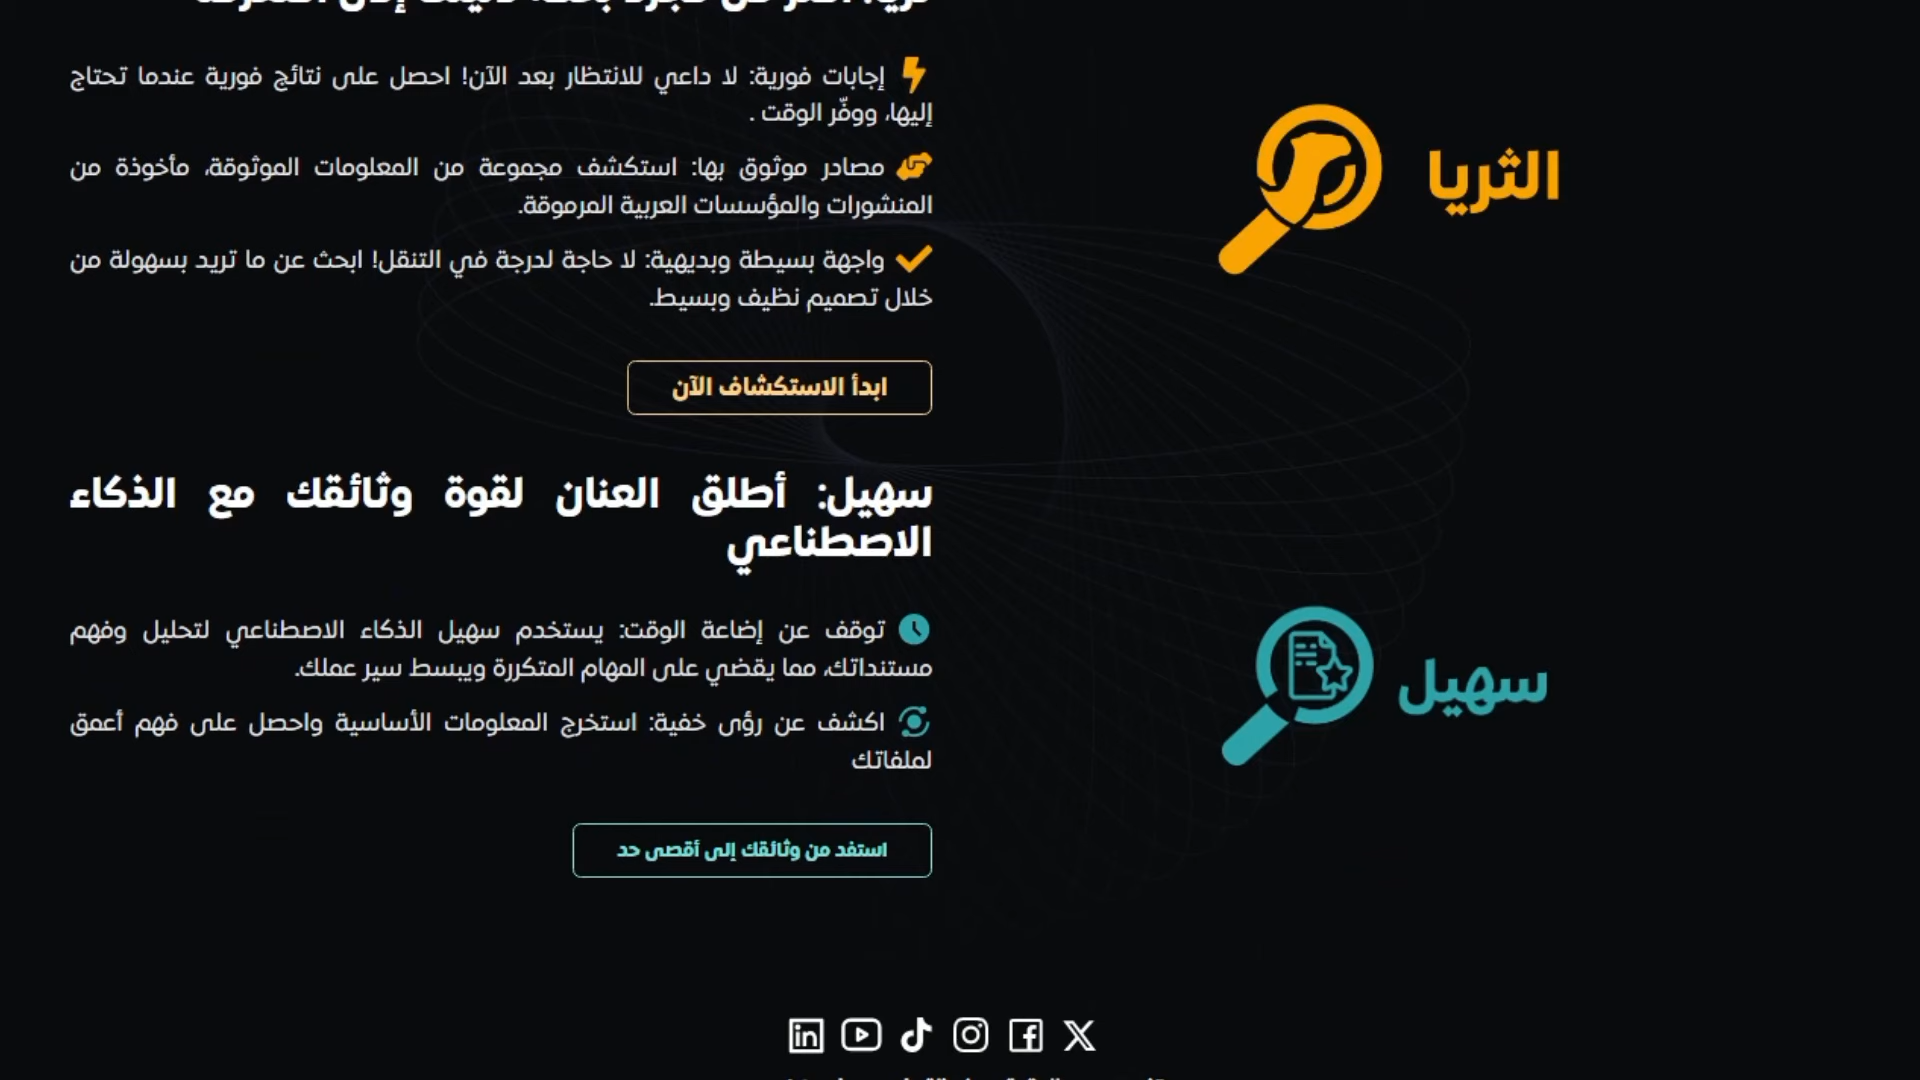 إجابات فورية: لا داعي للانتظار بعد الآن! احصل على نتائج فورية عندما تحتاج
إليها، ووفّر الوقت .
مصادر موثوق بها: استكشف مجموعة من المعلومات الموثوقة، مأخوذة من
المنشورات والمؤسسات العربية المرموقة.
واجهة بسيطة وبديهية: لا حاجة لدرجة في التنقل! ابحث عن ما تريد بسهولة من
خلال تصميم نظيف وبسيط.
ابدأ الاستكشاف الآن
الثريا
سهيل: أطلق العنان لقوة وثائقك مع الذكاء
الاصطناعي
توقف عن إضاعة الوقت: يستخدم سهيل الذكاء الاصطناعي لتحليل وفهم
مستنداتك، مما يقضي على المهام المتكررة ويبسط سير عملك.
اكشف عن رؤى خفية: استخرج المعلومات الأساسية واحصل على فهم أعمق
لملفاتك
استفد من وثائقك إلى أقصى حد
سهيل